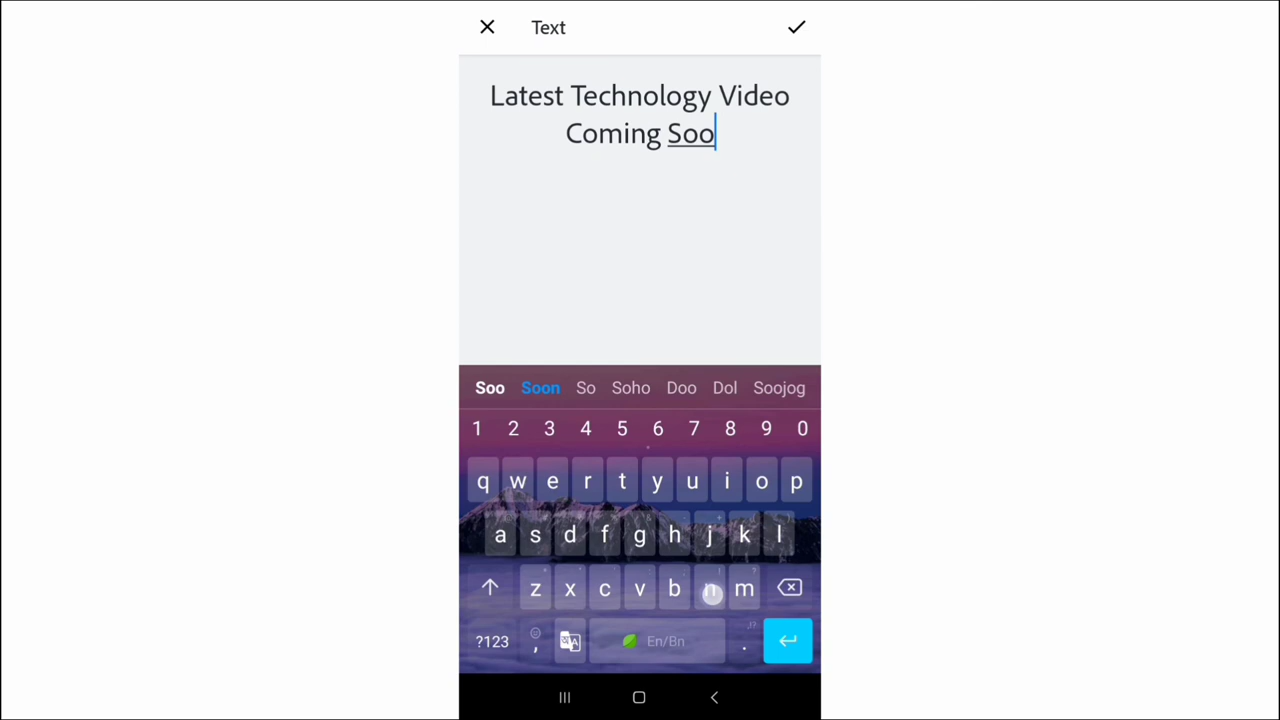 Text
Latest Technology Video
Coming Soo
Soo Soon So Soho Doo Dol Soojog
1 2 3 4 5 6 7 8 9 0
q w e r t y u i o p
a s d f g h j k l
z x c v b n m
?123 , En/Bn .